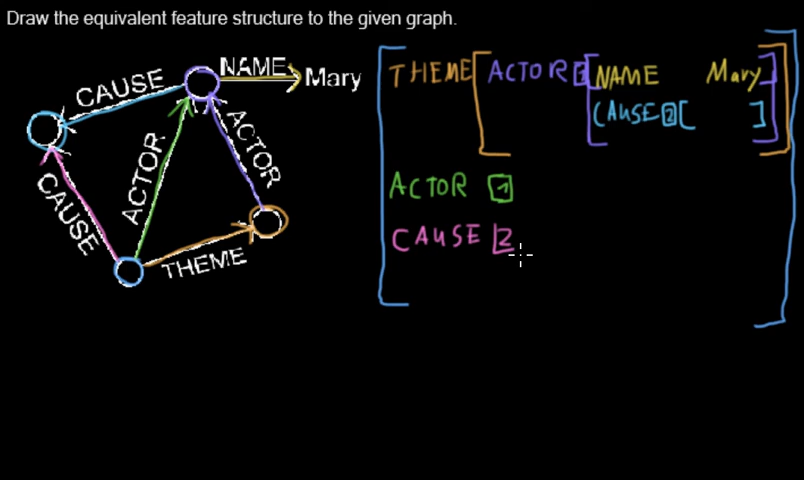 Draw the equivalent feature structure to the given graph.
CAUSE
NAME
Mary
ACTOR
ACTOR
CAUSE
THEME
THEME [ ACTOR 1 [ NAME Mary ]
CAUSE 2 [ ]
ACTOR 1
CAUSE 2